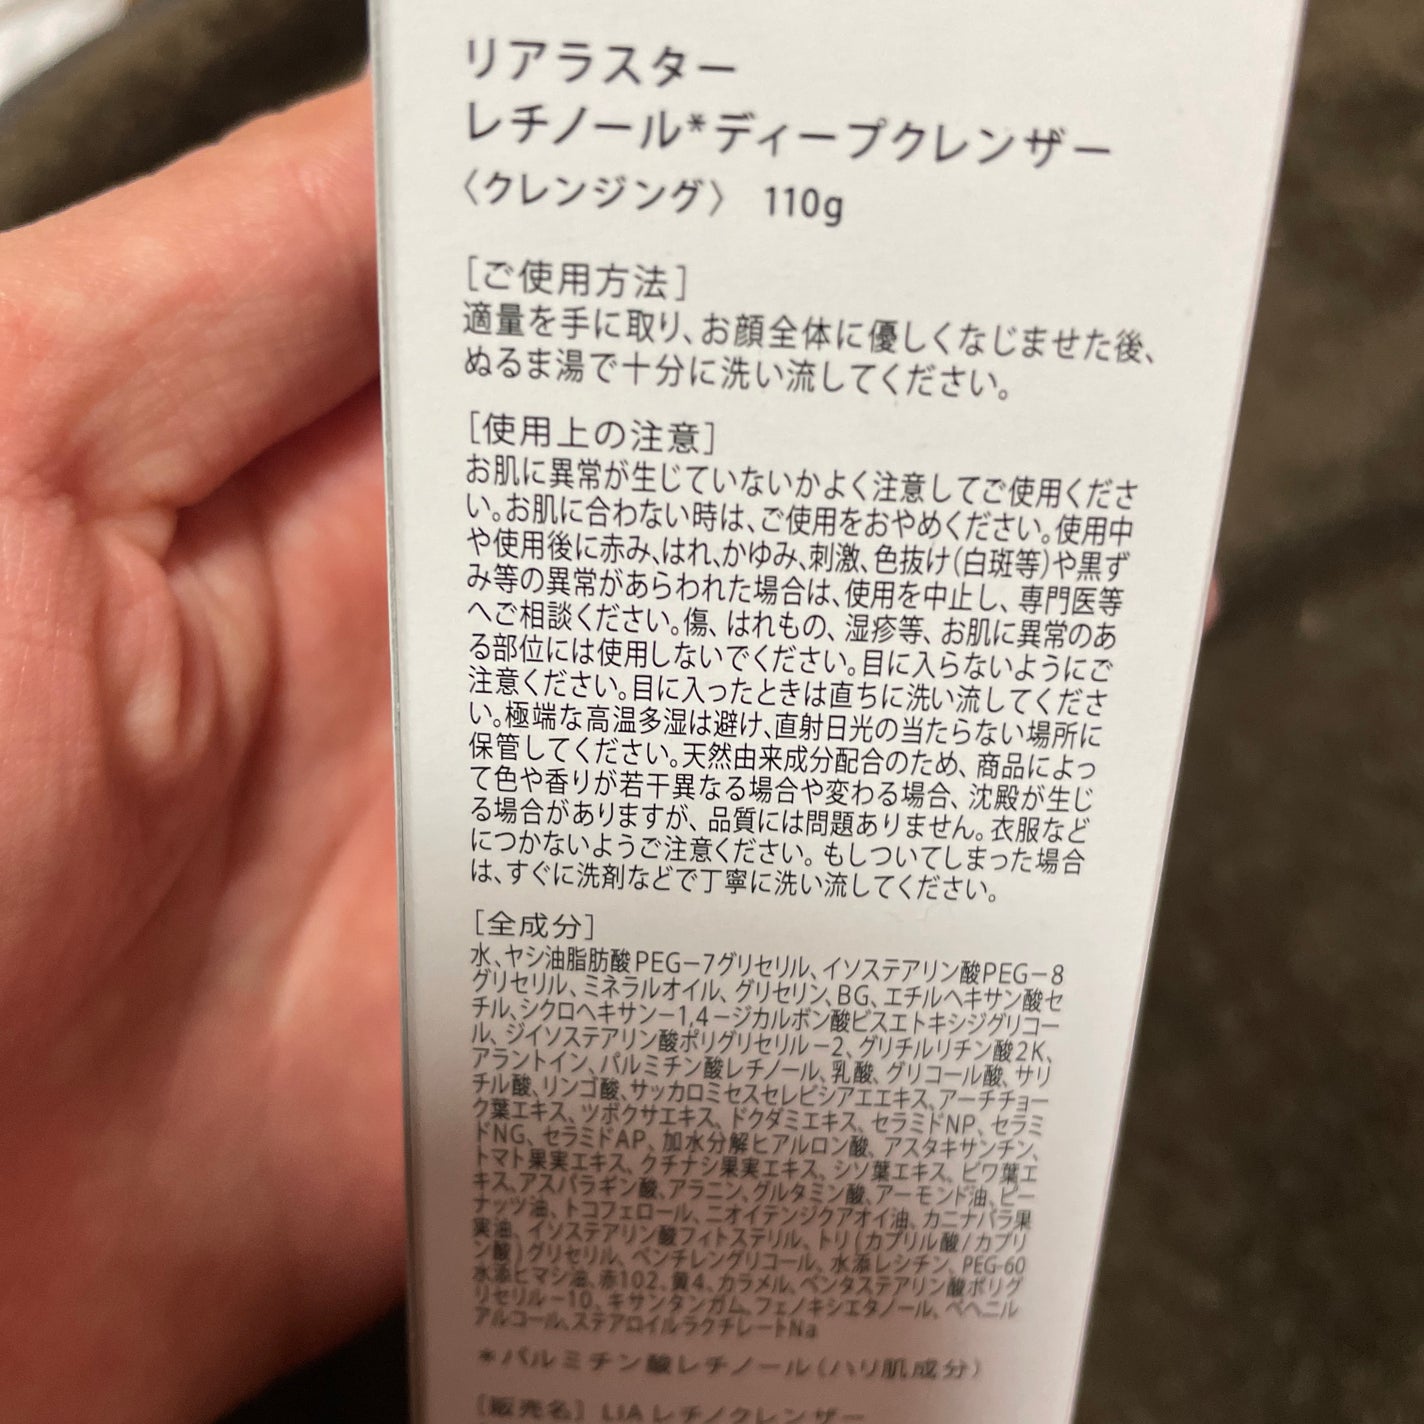 リアラスター
レチノール*ディープクレンザー
〈クレンジング〉 110g
［ご使用方法］
適量を手に取り、お顔全体に優しくなじませた後、
ぬるま湯で十分に洗い流してください。
［使用上の注意］
お肌に異常が生じていないかよく注意してご使用くださ
い。お肌に合わない時は、ご使用をおやめください。使用中
や使用後に赤み、はれ、かゆみ、刺激、色抜け(白斑等)や黒ず
み等の異常があらわれた場合は、使用を中止し、専門医等
へご相談ください。傷、はれもの、湿疹等、お肌に異常のあ
る部位には使用しないでください。目に入らないようにご
注意ください。目に入ったときは直ちに洗い流してくださ
い。極端な高温多湿は避け、直射日光の当たらない場所に
保管してください。天然由来成分配合のため、商品によっ
て色や香りが若干異なる場合や変わる場合、沈殿が生じ
る場合がありますが、品質には問題ありません。衣服など
につかないようご注意ください。もしついてしまった場合
は、すぐに洗剤などで丁寧に洗い流してください。
［全成分］
水、ヤシ油脂肪酸PEG－7グリセリル、イソステアリン酸PEG－8
グリセリル、ミネラルオイル、グリセリン、BG、エチルヘキサン酸セ
チル、シクロヘキサン－1,4－ジカルボン酸ビスエトキシジグリコー
ル、ジイソステアリン酸ポリグリセリル－2、グリチルリチン酸2K、
アラントイン、パルミチン酸レチノール、乳酸、グリコール酸、サリ
チル酸、リンゴ酸、サッカロミセスセレビシアエエキス、アーチチョー
ク葉エキス、ツボクサエキス、ドクダミエキス、セラミドNP、セラミ
ドNG、セラミドAP、加水分解ヒアルロン酸、アスタキサンチン、
トマト果実エキス、クチナシ果実エキス、シソ葉エキス、ビワ葉エ
キス、アスパラギン酸、アラニン、グルタミン酸、アーモンド油、ピー
ナッツ油、トコフェロール、ニオイテンジクアオイ油、カニナバラ果
実油、イソステアリン酸フィトステリル、トリ(カプリル酸/カプリ
ン酸)グリセリル、ペンチレングリコール、水添レシチン、PEG-60
水添ヒマシ油、赤102、黄4、カラメル、ペンタステアリン酸ポリグ
リセリル－10、キサンタンガム、フェノキシエタノール、ベヘニル
アルコール、ステアロイルラクチレートNa
＊パルミチン酸レチノール（ハリ肌成分）
［販売名］LIA レチノクレンザー